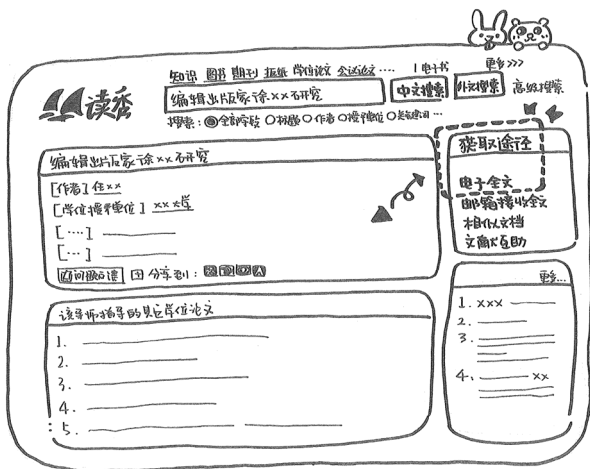 知识 图书 期刊 报纸 学位论文 会议论文 .... | 电子书 更多>>>
读秀
编辑出版家徐××研究 中文搜索 外文搜索 高级搜索
搜索: 全部字段 标题 作者 授予单位 关键词 ...
编辑出版家徐××研究
[作者] 任××
[学位授予单位] ××大学
[····]
[···]
分享到:
获取途径
电子全文
邮箱接收全文
相似文档
文献互助
该导师指导的其它学位论文
1.
2.
3.
4.
5.
更多...
1. ×××
2.
3.
4. ××